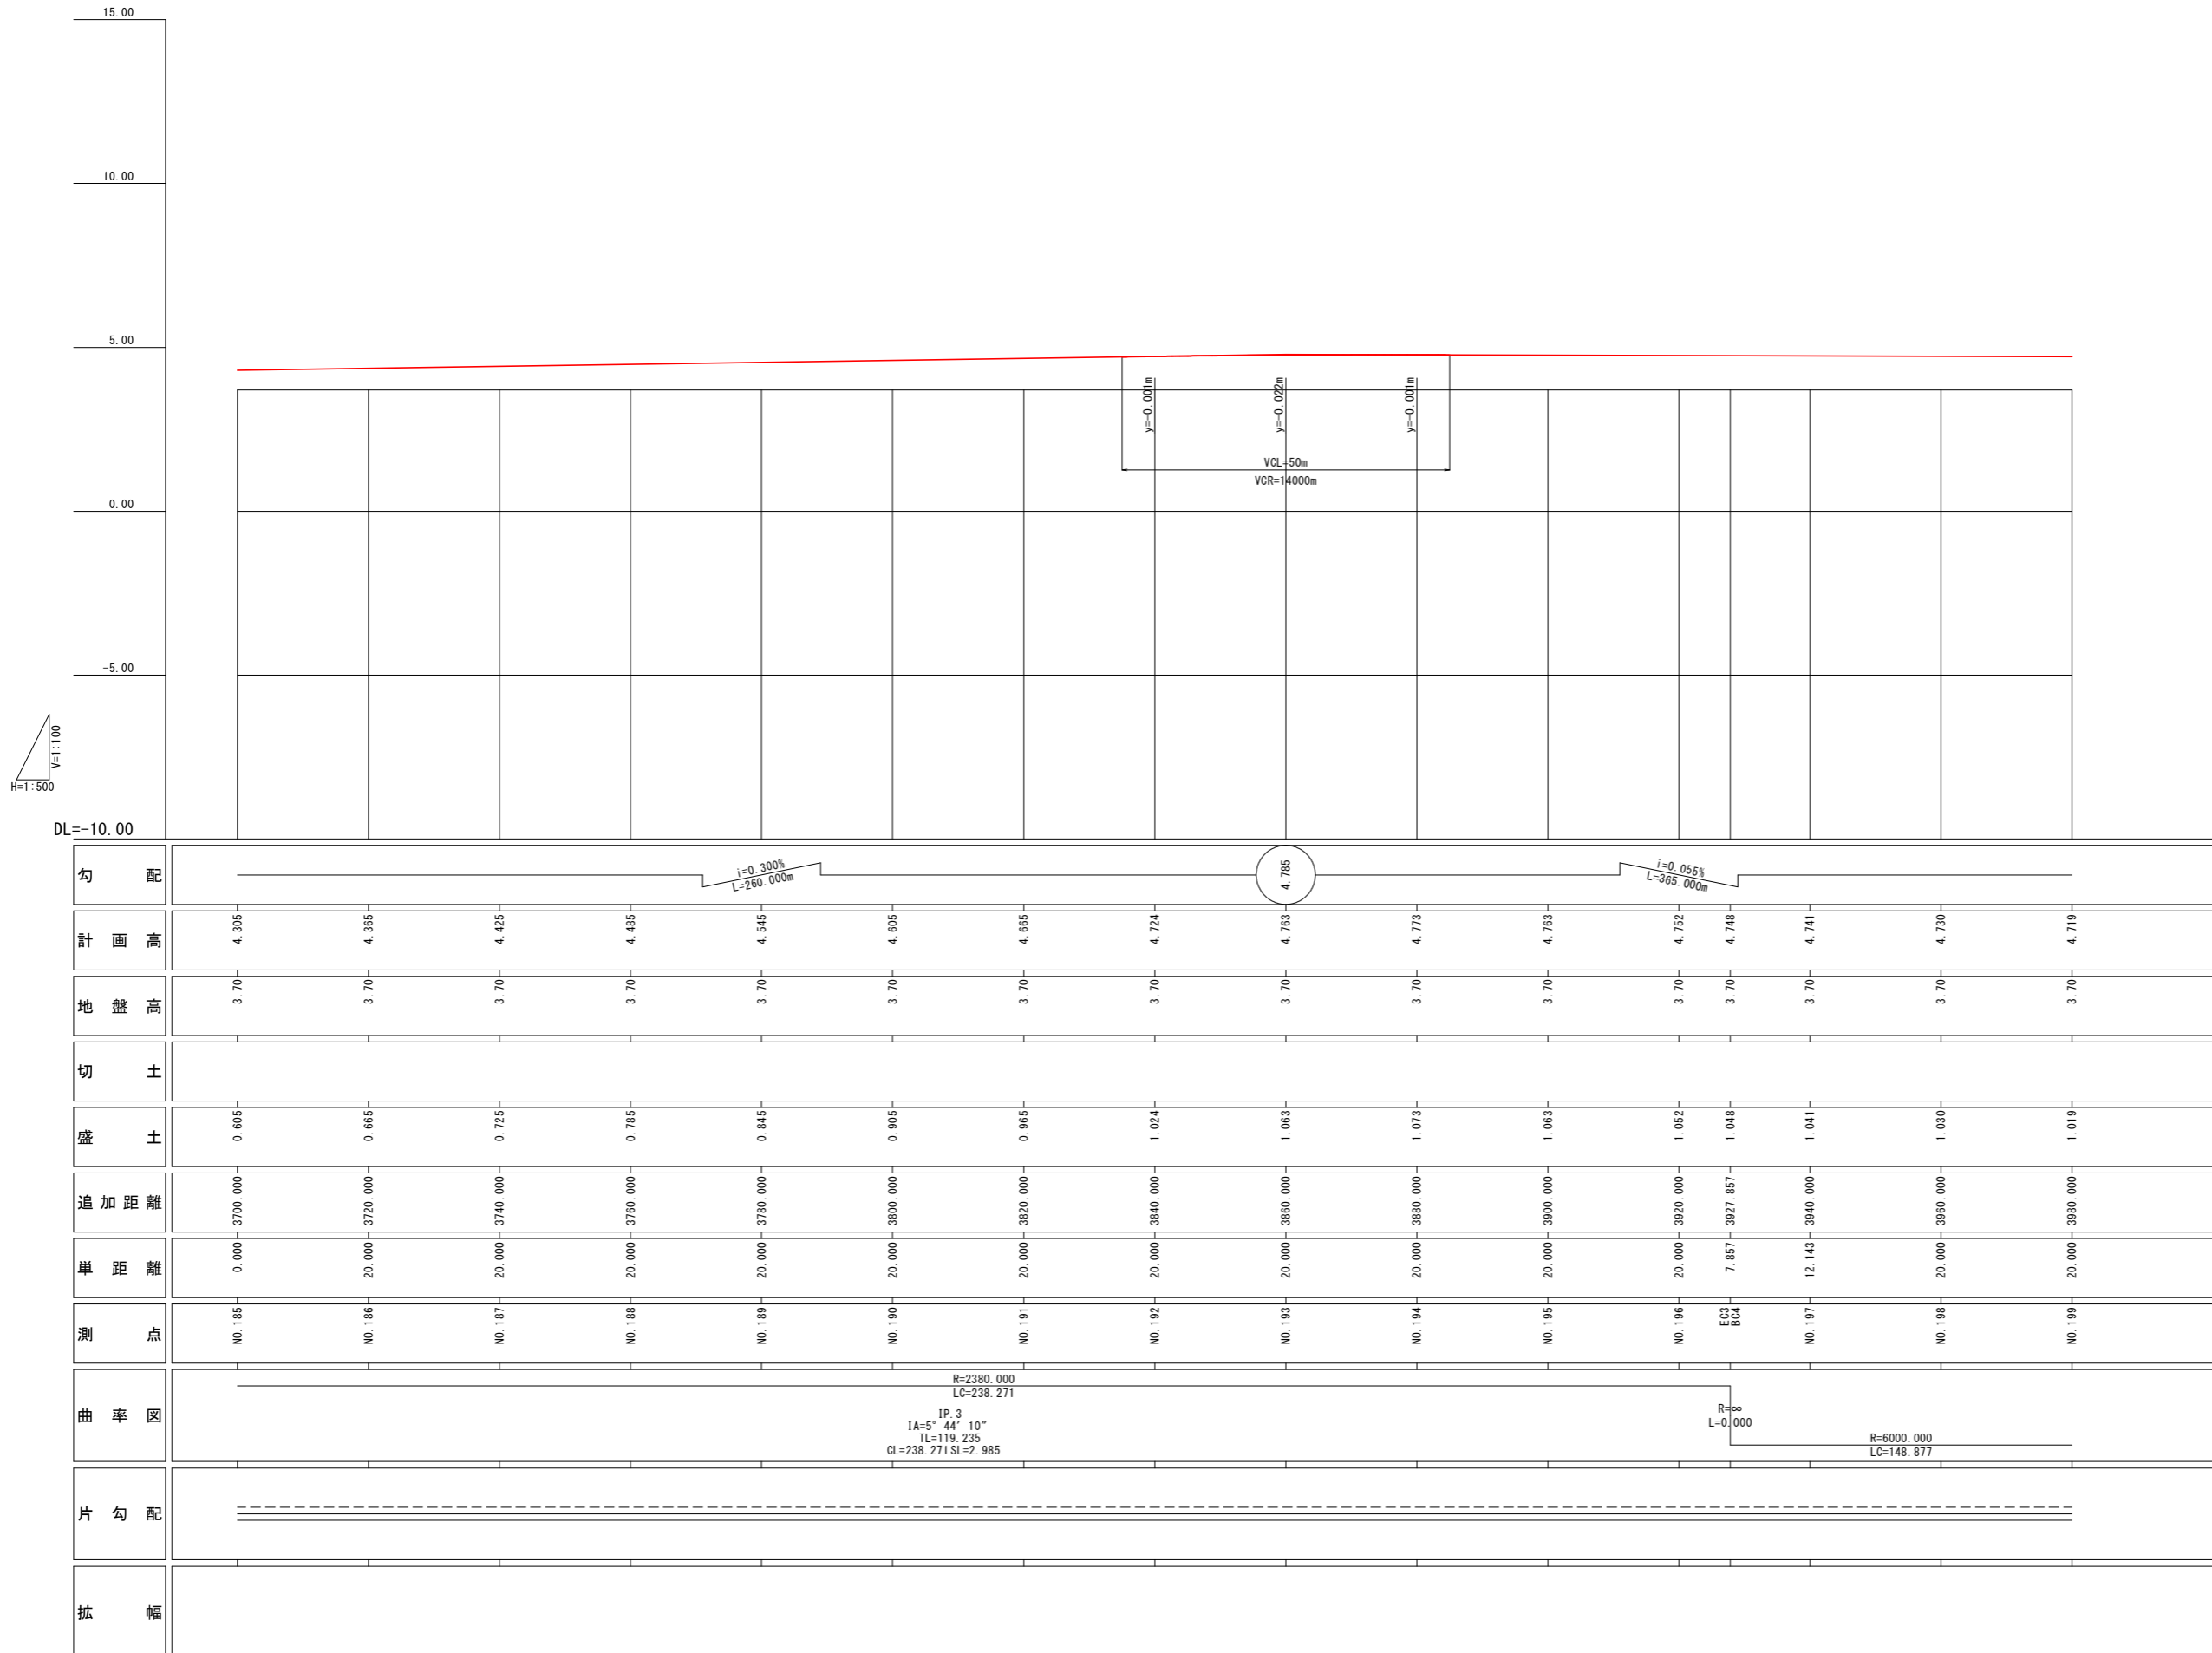 15.00
10.00
5.00
0.00
-5.00
V=1:100
H=1:500
DL=-10.00
y=-0.001m
y=-0.022m
y=-0.001m
VCL=50m
VCR=14000m
勾配
i=0.300%
L=260.000m
4.785
i=0.055%
L=365.000m
計画高
4.305 4.365 4.425 4.485 4.545 4.605 4.665 4.724 4.763 4.773 4.763 4.752 4.748 4.741 4.730 4.719
地盤高
3.70 3.70 3.70 3.70 3.70 3.70 3.70 3.70 3.70 3.70 3.70 3.70 3.70 3.70 3.70 3.70
切土
盛土
0.605 0.665 0.725 0.785 0.845 0.905 0.965 1.024 1.063 1.073 1.063 1.052 1.048 1.041 1.030 1.019
追加距離
3700.000 3720.000 3740.000 3760.000 3780.000 3800.000 3820.000 3840.000 3860.000 3880.000 3900.000 3920.000 3927.857 3940.000 3960.000 3980.000
単距離
0.000 20.000 20.000 20.000 20.000 20.000 20.000 20.000 20.000 20.000 20.000 20.000 7.857 12.143 20.000 20.000
測点
NO.185 NO.186 NO.187 NO.188 NO.189 NO.190 NO.191 NO.192 NO.193 NO.194 NO.195 NO.196 EC3 BC4 NO.197 NO.198 NO.199
曲率図
R=2380.000
LC=238.271
IP.3
IA=5° 44′ 10″
TL=119.235
CL=238.271 SL=2.985
R=∞
L=0.000
R=6000.000
LC=148.877
片勾配
拡幅